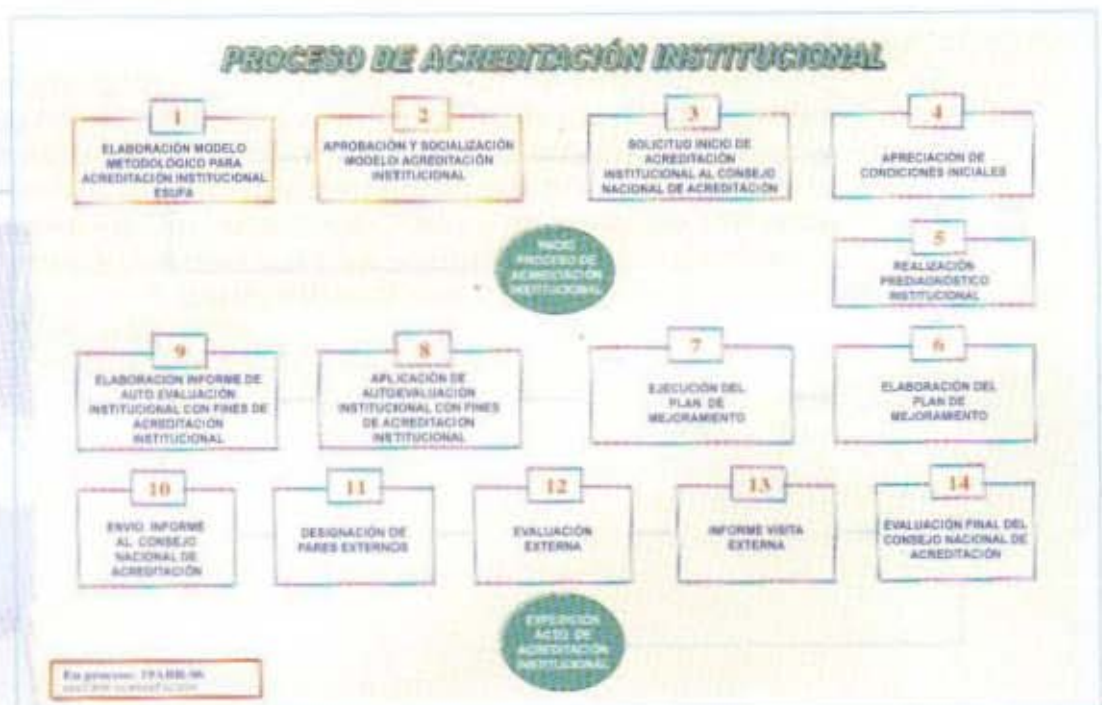 PROCESO DE ACREDITACIÓN INSTITUCIONAL
1
ELABORACIÓN MODELO
METODOLÓGICO PARA
ACREDITACIÓN INSTITUCIONAL
ESUFA
2
APROBACIÓN Y SOCIALIZACIÓN
MODELO ACREDITACIÓN
INSTITUCIONAL
3
SOLICITUD INICIO DE
ACREDITACIÓN
INSTITUCIONAL AL CONSEJO
NACIONAL DE ACREDITACIÓN
4
APRECIACIÓN DE
CONDICIONES INICIALES
INICIO
PROCESO DE
ACREDITACIÓN
INSTITUCIONAL
5
REALIZACIÓN
PREDIAGNÓSTICO
INSTITUCIONAL
9
ELABORACIÓN INFORME DE
AUTO EVALUACIÓN
INSTITUCIONAL CON FINES DE
ACREDITACIÓN
INSTITUCIONAL
8
APLICACIÓN DE
AUTOEVALUACIÓN
INSTITUCIONAL CON FINES
DE ACREDITACIÓN
INSTITUCIONAL
7
EJECUCIÓN DEL
PLAN DE
MEJORAMIENTO
6
ELABORACIÓN DEL
PLAN DE
MEJORAMIENTO
10
ENVIO INFORME
AL CONSEJO
NACIONAL DE
ACREDITACIÓN
11
DESIGNACIÓN DE
PARES EXTERNOS
12
EVALUACIÓN
EXTERNA
13
INFORME VISITA
EXTERNA
14
EVALUACIÓN FINAL DEL
CONSEJO NACIONAL DE
ACREDITACIÓN
EXPEDICIÓN
ACTO DE
ACREDITACIÓN
INSTITUCIONAL
En proceso: